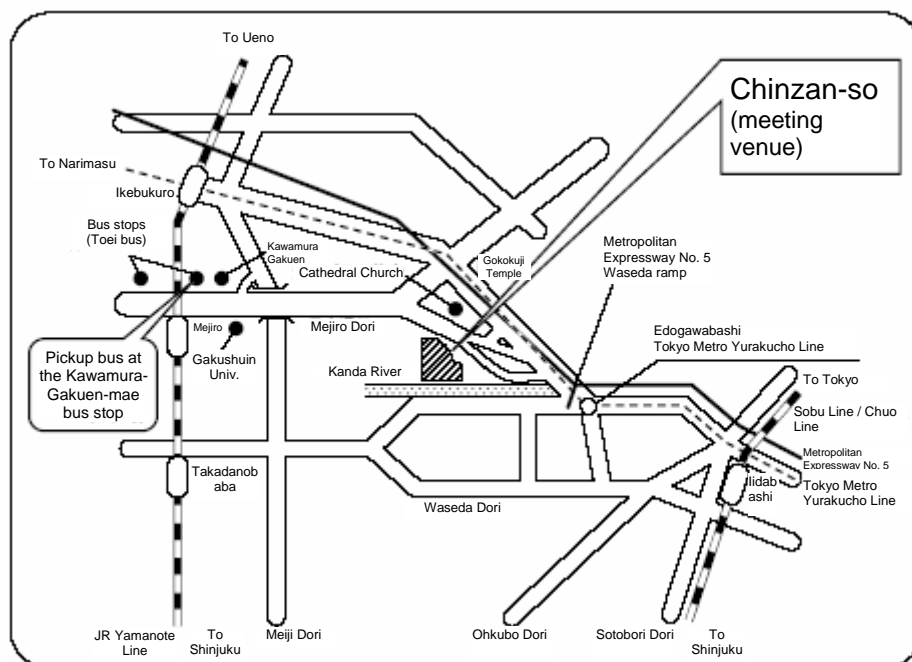 To Ueno
Chinzan-so
(meeting
venue)
To Narimasu
Ikebukuro
Bus stops
(Toei bus)
Kawamura
Gakuen
Cathedral Church
Gokokuji
Temple
Metropolitan
Expressway No. 5
Waseda ramp
Mejiro
Mejiro Dori
Gakushuin
Univ.
Pickup bus at
the Kawamura-
Gakuen-mae
bus stop
Kanda River
Edogawabashi
Tokyo Metro Yurakucho Line
To Tokyo
Sobu Line / Chuo
Line
Metropolitan
Expressway No. 5
Tokyo Metro
Yurakucho Line
Takadanob
aba
Iidab
ashi
Waseda Dori
JR Yamanote
Line
To
Shinjuku
Meiji Dori
Ohkubo Dori
Sotobori Dori
To
Shinjuku